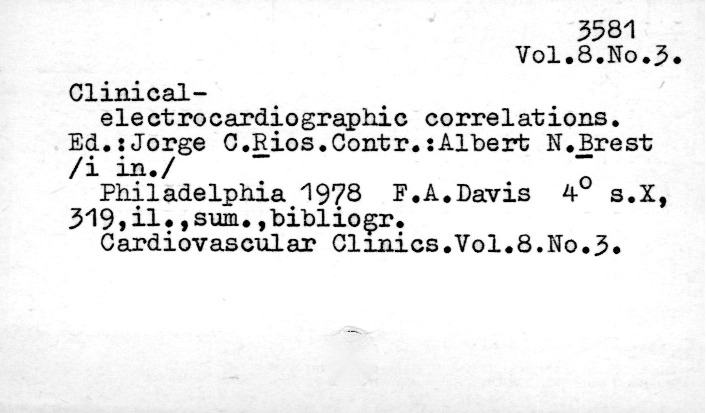 3581
Vol.8.No.3.
Clinical-
electrocardiographic correlations.
Ed.:Jorge C.Rios.Contr.:Albert N.Brest
/i in./
Philadelphia 1978 F.A.Davis 4° s.X,
319,il.,sum.,bibliogr.
Cardiovascular Clinics.Vol.8.No.3.